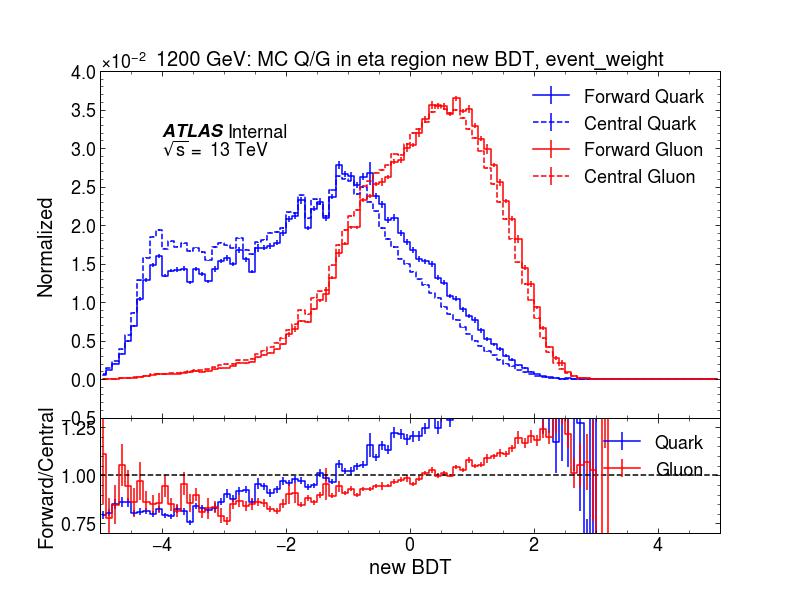 ×10⁻² 1200 GeV: MC Q/G in eta region new BDT, event_weight
4.0
3.5
3.0
2.5
2.0
1.5
1.0
0.5
0.0
−0.5
Normalized
ATLAS Internal
√s = 13 TeV
Forward Quark
Central Quark
Forward Gluon
Central Gluon
1.25
1.00
0.75
Forward/Central
Quark
Gluon
−4 −2 0 2 4
new BDT